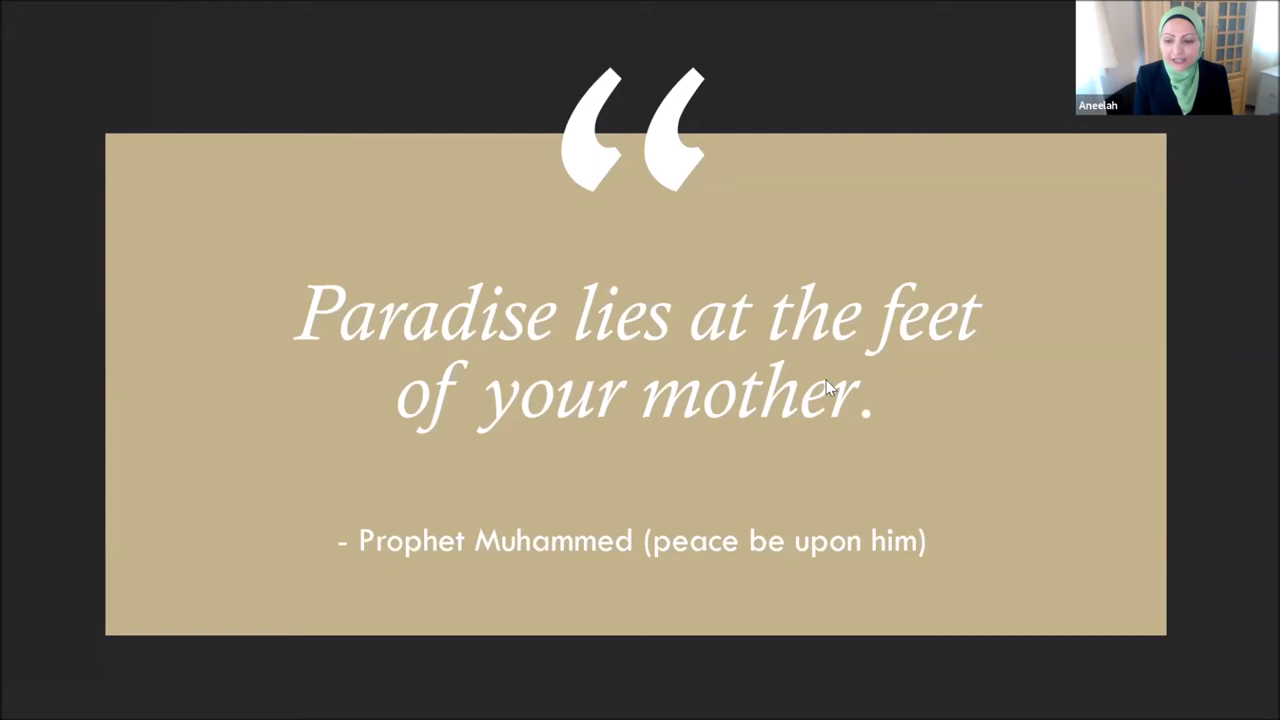 Aneelah
“
Paradise lies at the feet
of your mother.
- Prophet Muhammed (peace be upon him)